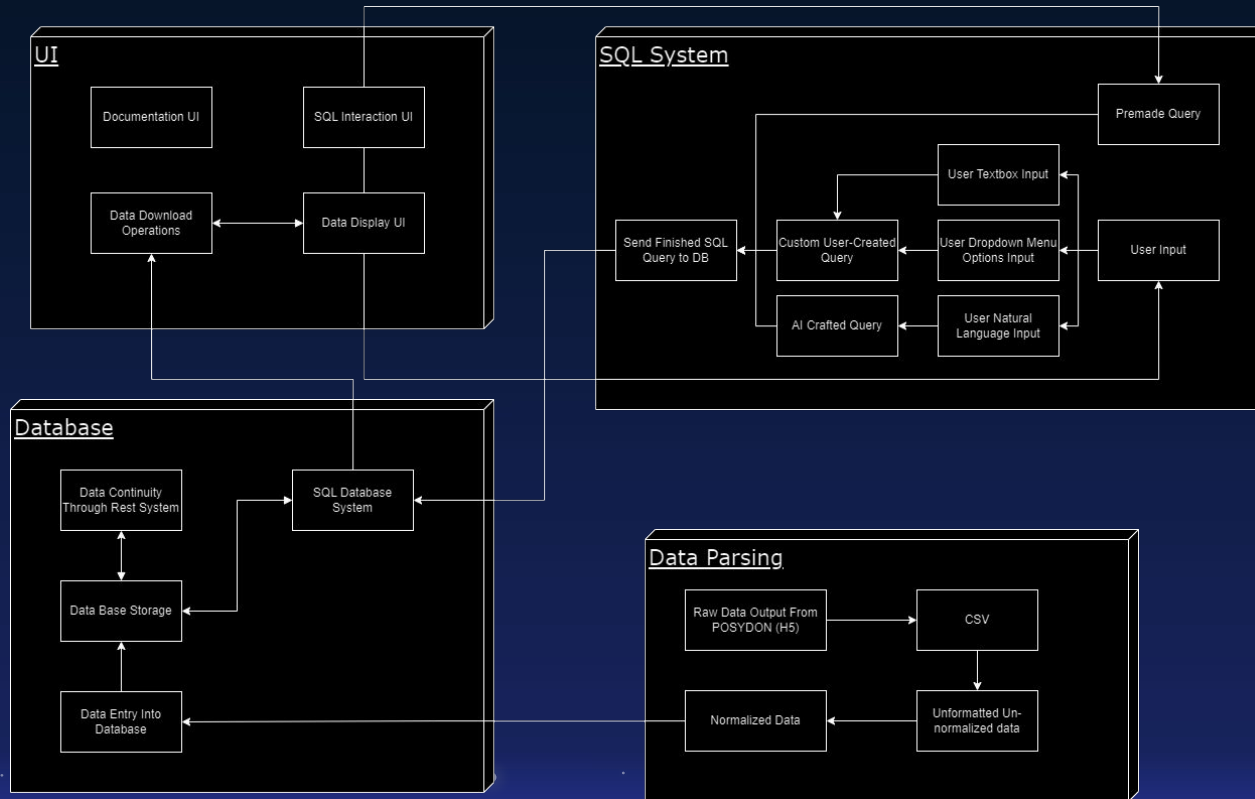 UI
Documentation UI
SQL Interaction UI
Data Download
Operations
Data Display UI
SQL System
Premade Query
User Textbox Input
Send Finished SQL
Query to DB
Custom User-Created
Query
User Dropdown Menu
Options Input
User Input
AI Crafted Query
User Natural
Language Input
Database
Data Continuity
Through Rest System
SQL Database
System
Data Base Storage
Data Entry Into
Database
Data Parsing
Raw Data Output From
POSYDON (H5)
CSV
Normalized Data
Unformatted Un-
normalized data